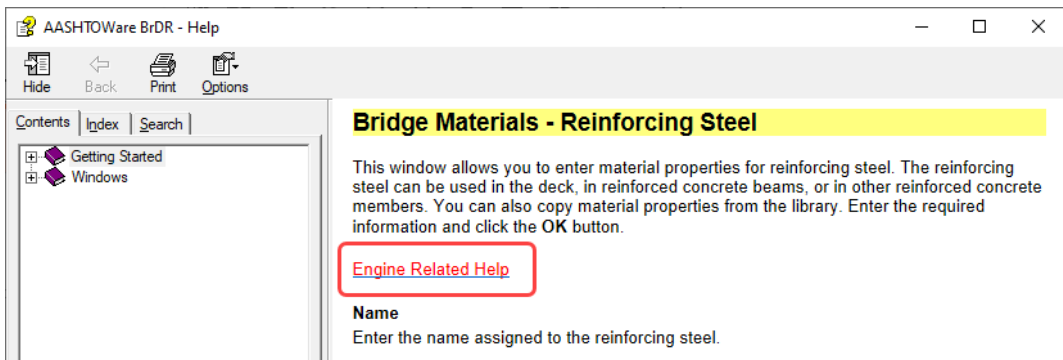 AASHTOWare BrDR - Help
Hide Back Print Options
Contents Index Search
Getting Started
Windows
Bridge Materials - Reinforcing Steel
This window allows you to enter material properties for reinforcing steel. The reinforcing
steel can be used in the deck, in reinforced concrete beams, or in other reinforced concrete
members. You can also copy material properties from the library. Enter the required
information and click the OK button.
Engine Related Help
Name
Enter the name assigned to the reinforcing steel.